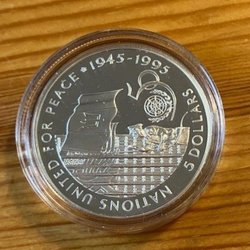 NATIONS UNITED FOR PEACE • 1945-1995
5 DOLLARS